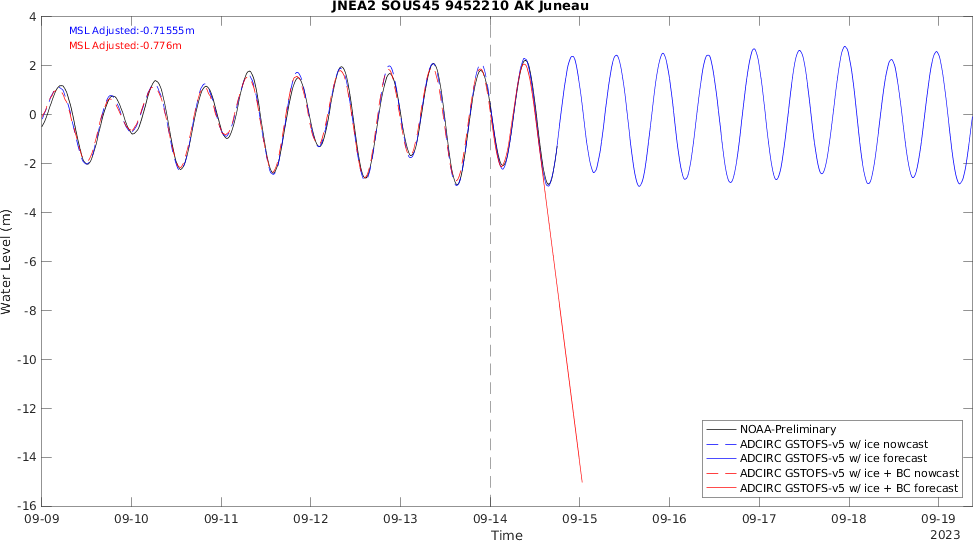 JNEA2 SOUS45 9452210 AK Juneau
MSL Adjusted:-0.71555m
MSL Adjusted:-0.776m
4
2
0
-2
-4
-6
-8
-10
-12
-14
-16
Water Level (m)
NOAA-Preliminary
ADCIRC GSTOFS-v5 w/ ice nowcast
ADCIRC GSTOFS-v5 w/ ice forecast
ADCIRC GSTOFS-v5 w/ ice + BC nowcast
ADCIRC GSTOFS-v5 w/ ice + BC forecast
09-09 09-10 09-11 09-12 09-13 09-14 09-15 09-16 09-17 09-18 09-19
Time
2023